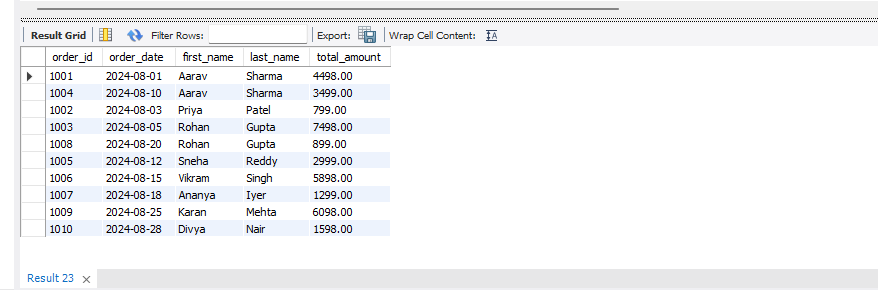 Result Grid Filter Rows: Export: Wrap Cell Content:
order_id order_date first_name last_name total_amount
1001 2024-08-01 Aarav Sharma 4498.00
1004 2024-08-10 Aarav Sharma 3499.00
1002 2024-08-03 Priya Patel 799.00
1003 2024-08-05 Rohan Gupta 7498.00
1008 2024-08-20 Rohan Gupta 899.00
1005 2024-08-12 Sneha Reddy 2999.00
1006 2024-08-15 Vikram Singh 5898.00
1007 2024-08-18 Ananya Iyer 1299.00
1009 2024-08-25 Karan Mehta 6098.00
1010 2024-08-28 Divya Nair 1598.00
Result 23